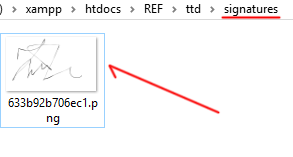 > xampp > htdocs > REF > ttd > signatures
633b92b706ec1.p
ng